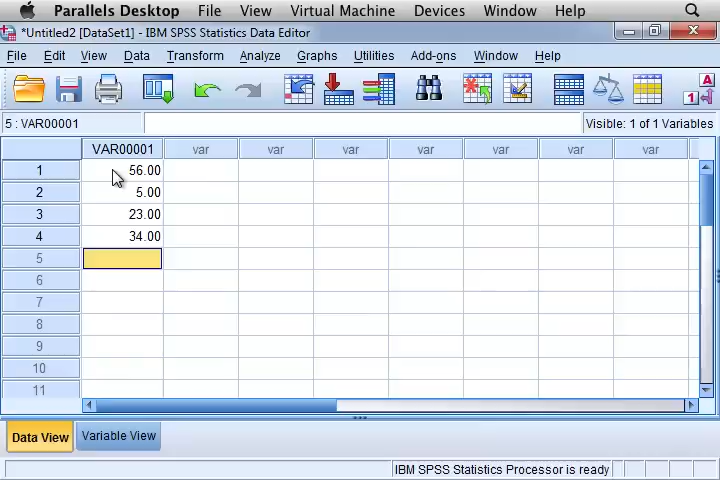 Parallels Desktop File View Virtual Machine Devices Window Help
*Untitled2 [DataSet1] - IBM SPSS Statistics Data Editor
File Edit View Data Transform Analyze Graphs Utilities Add-ons Window Help
A
1
5 : VAR00001 Visible: 1 of 1 Variables
VAR00001 var var var var var var var
1 56.00
2 5.00
3 23.00
4 34.00
5
6
7
8
9
10
11
Data View Variable View
IBM SPSS Statistics Processor is ready